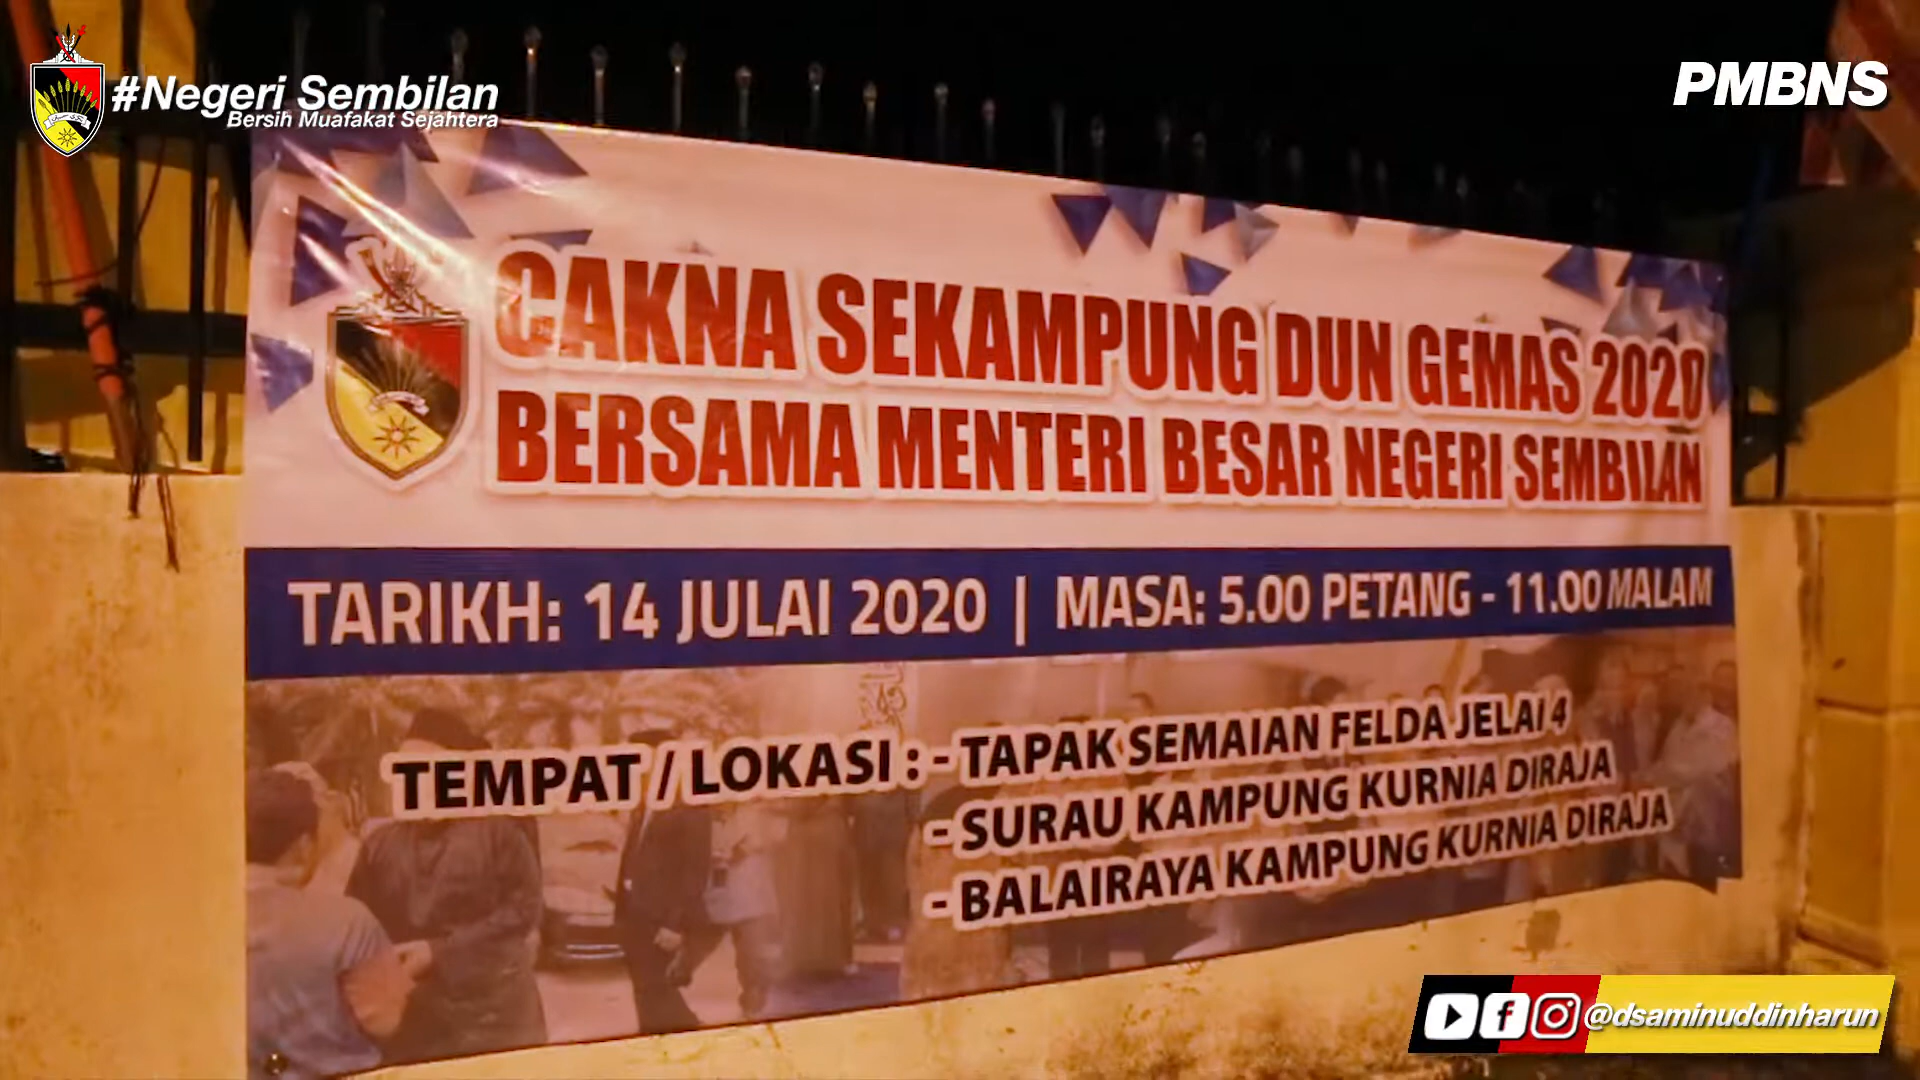 #Negeri Sembilan
Bersih Muafakat Sejahtera
PMBNS
CAKNA SEKAMPUNG DUN GEMAS 2020
BERSAMA MENTERI BESAR NEGERI SEMBILAN
TARIKH: 14 JULAI 2020 | MASA: 5.00 PETANG - 11.00 MALAM
TEMPAT / LOKASI : - TAPAK SEMAIAN FELDA JELAI 4
- SURAU KAMPUNG KURNIA DIRAJA
- BALAIRAYA KAMPUNG KURNIA DIRAJA
@dsaminuddinharun